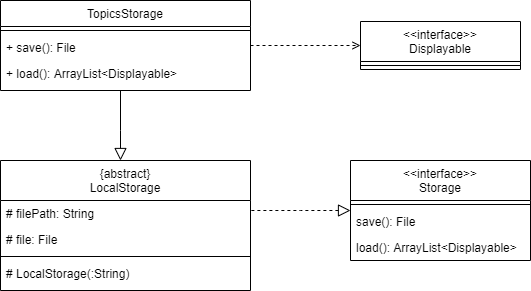 TopicsStorage
+ save(): File
+ load(): ArrayList<Displayable>
<<interface>>
Displayable
{abstract}
LocalStorage
# filePath: String
# file: File
# LocalStorage(:String)
<<interface>>
Storage
save(): File
load(): ArrayList<Displayable>